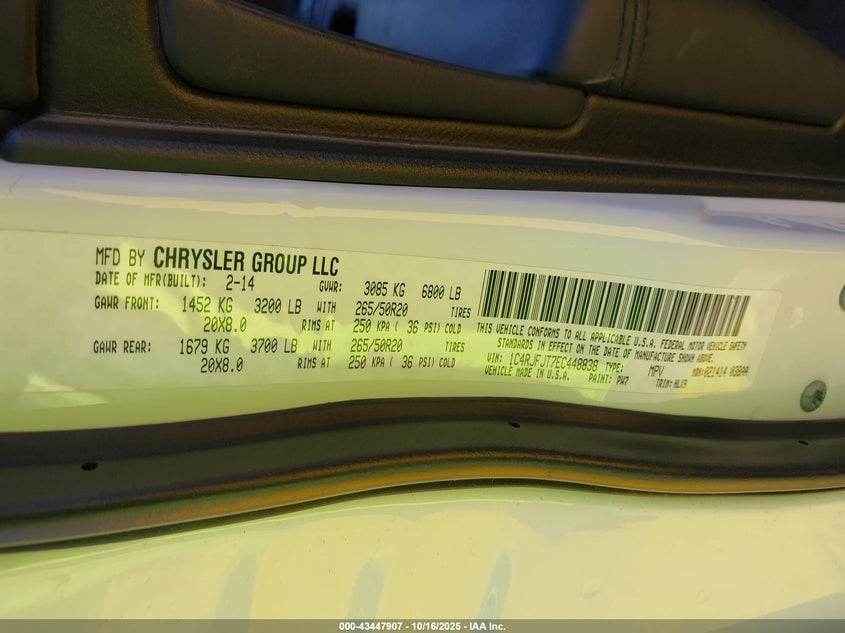 MFD BY CHRYSLER GROUP LLC
DATE OF MFR(BUILT): 2-14 GVWR: 3085 KG 6800 LB
GAWR FRONT: 1452 KG 3200 LB WITH 265/50R20 TIRES
20X8.0 RIMS AT 250 KPA ( 36 PSI) COLD
GAWR REAR: 1679 KG 3700 LB WITH 265/50R20 TIRES
20X8.0 RIMS AT 250 KPA ( 36 PSI) COLD
THIS VEHICLE CONFORMS TO ALL APPLICABLE U.S.A. FEDERAL MOTOR VEHICLE SAFETY
STANDARDS IN EFFECT ON THE DATE OF MANUFACTURE SHOWN ABOVE.
VIN: 1C4RJFJT7EC448838 TYPE: MPV MDH:021414
VEHICLE MADE IN U.S.A. PAINT: PW7 TRIM:
000-43447907 - 10/16/2025 - IAA Inc.